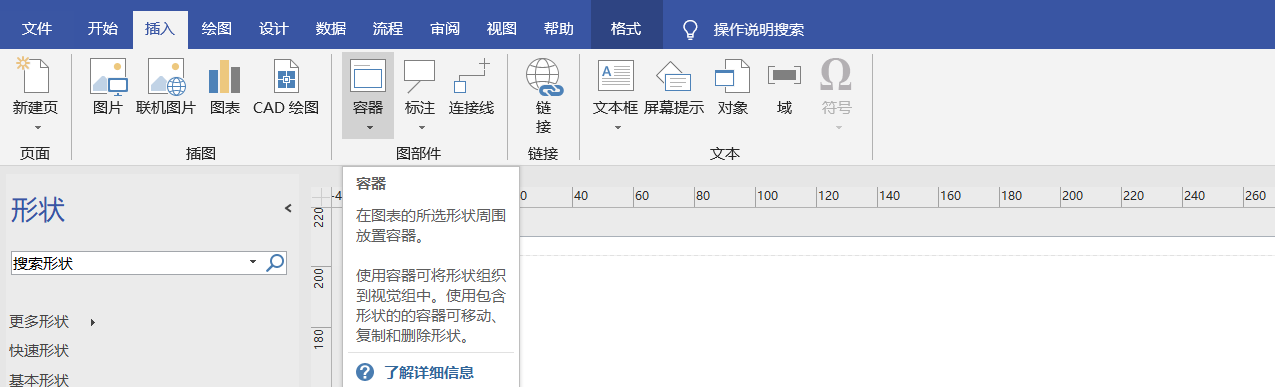 文件 开始 插入 绘图 设计 数据 流程 审阅 视图 帮助 格式 操作说明搜索
新建页 图片 联机图片 图表 CAD 绘图 容器 标注 连接线 链接 文本框 屏幕提示 对象 域 符号
页面 插图 图部件 链接 文本
容器
在图表的所选形状周围
放置容器。
使用容器可将形状组织
到视觉组中。使用包含
形状的的容器可移动、
复制和删除形状。
了解详细信息
形状
搜索形状
更多形状
快速形状
基本形状
-4 0 40 60 80 100 120 140 160 180 200 220 240 260
220
200
180